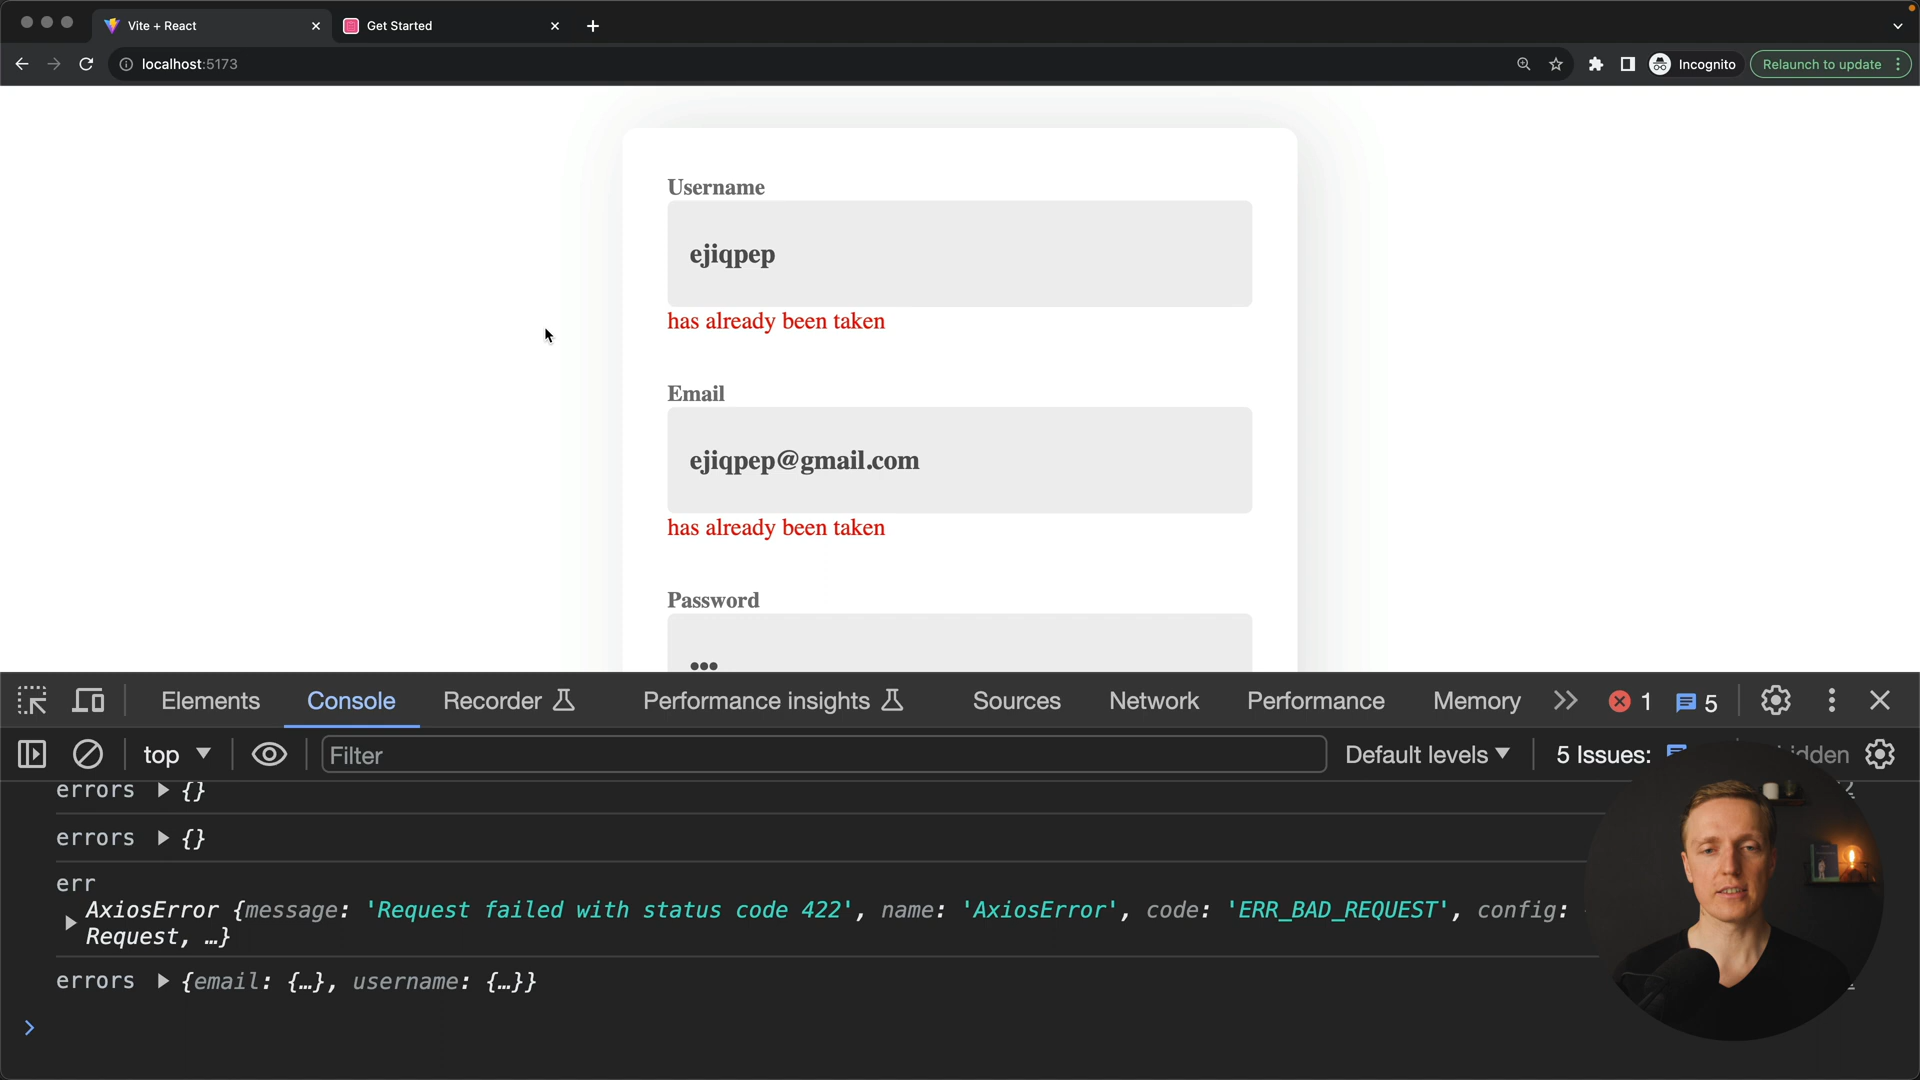 Vite + React
Get Started
localhost:5173
Incognito
Relaunch to update
Username
ejiqpep
has already been taken
Email
ejiqpep@gmail.com
has already been taken
Password
•••
Elements
Console
Recorder
Performance insights
Sources
Network
Performance
Memory
1
5
top
Filter
Default levels
5 Issues:
errors {}
errors {}
err
AxiosError {message: 'Request failed with status code 422', name: 'AxiosError', code: 'ERR_BAD_REQUEST', config:
Request, …}
errors {email: {…}, username: {…}}